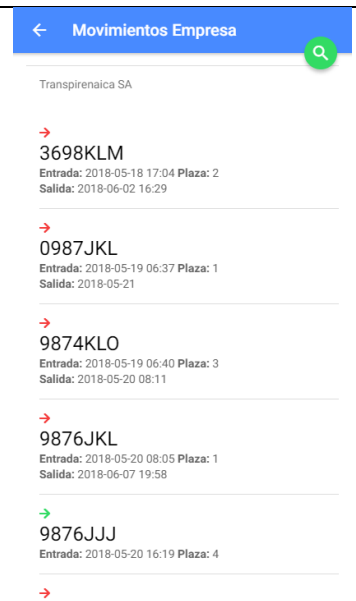 Movimientos Empresa
Transpirenaica SA
3698KLM
Entrada: 2018-05-18 17:04 Plaza: 2
Salida: 2018-06-02 16:29
0987JKL
Entrada: 2018-05-19 06:37 Plaza: 1
Salida: 2018-05-21
9874KLO
Entrada: 2018-05-19 06:40 Plaza: 3
Salida: 2018-05-20 08:11
9876JKL
Entrada: 2018-05-20 08:05 Plaza: 1
Salida: 2018-06-07 19:58
9876JJJ
Entrada: 2018-05-20 16:19 Plaza: 4